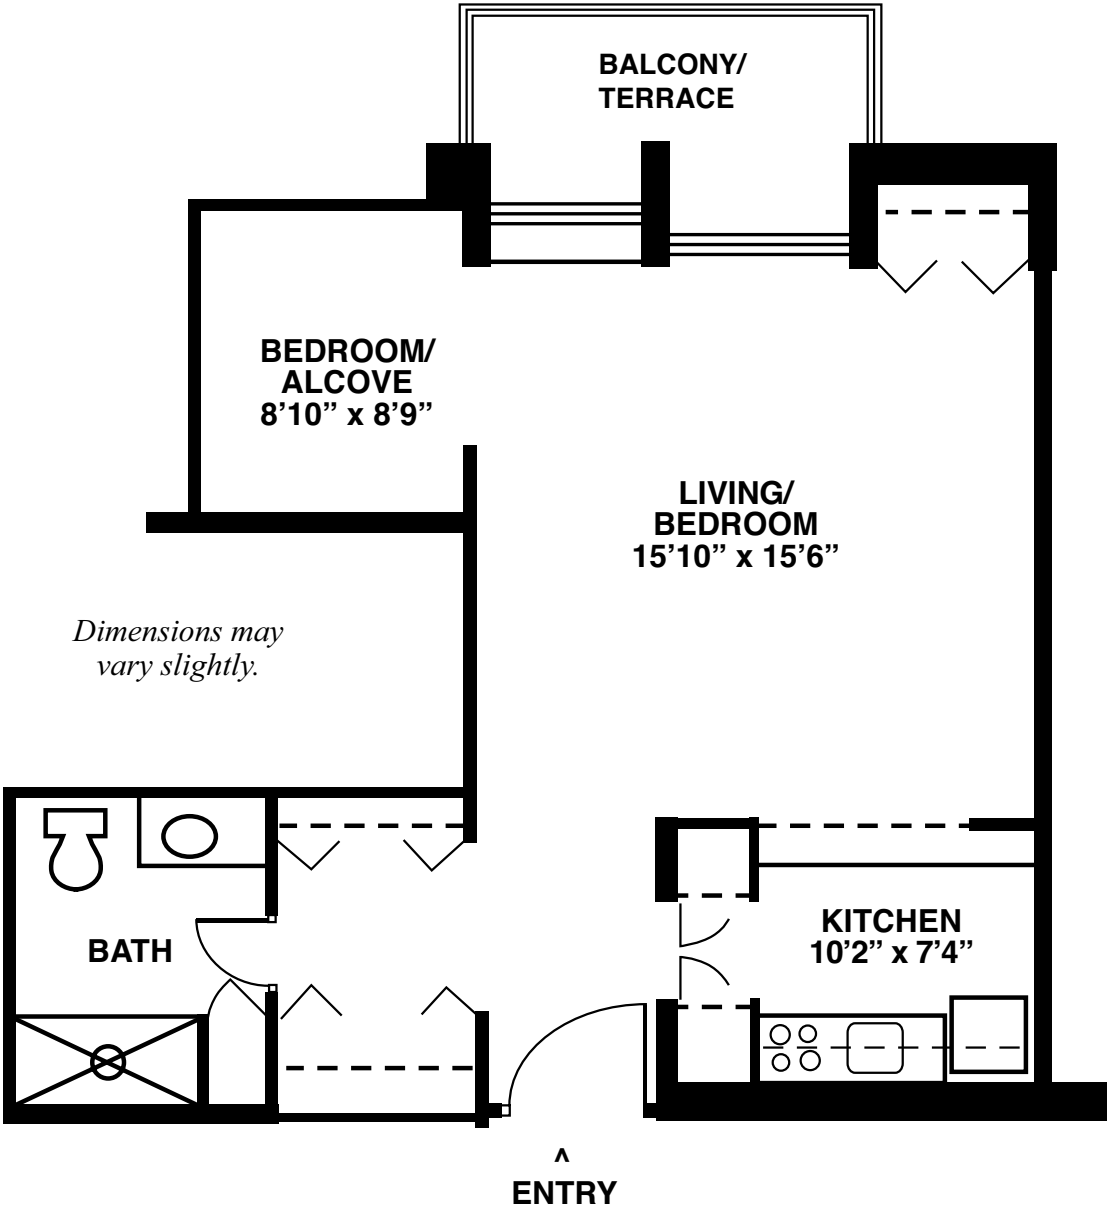 BALCONY/
TERRACE
BEDROOM/
ALCOVE
8’10” x 8’9”
LIVING/
BEDROOM
15’10” x 15’6”
Dimensions may
vary slightly.
BATH
KITCHEN
10’2” x 7’4”
^
ENTRY